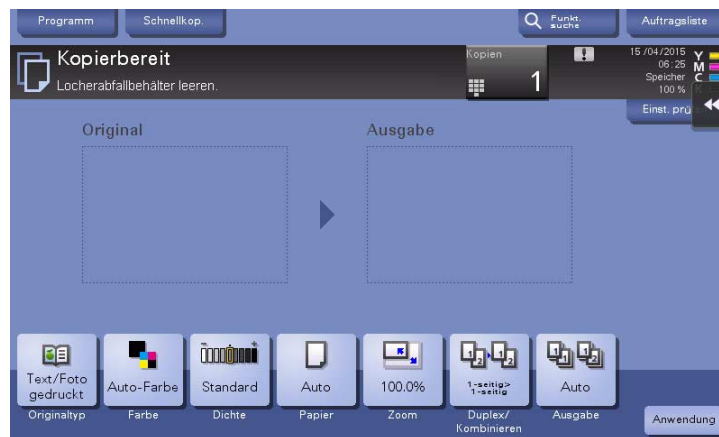 Programm
Schnellkop.
Funkt.
suche
Auftragsliste
Kopierbereit
Locherabfallbehälter leeren.
Kopien
1
15/04/2015
06:25
Speicher
100 %
Y
M
C
K
Einst. prü
Original
Ausgabe
Text/Foto
gedruckt
Auto-Farbe
Standard
Auto
100.0%
1-seitig>
1-seitig
Auto
Originaltyp
Farbe
Dichte
Papier
Zoom
Duplex/
Kombinieren
Ausgabe
Anwendung